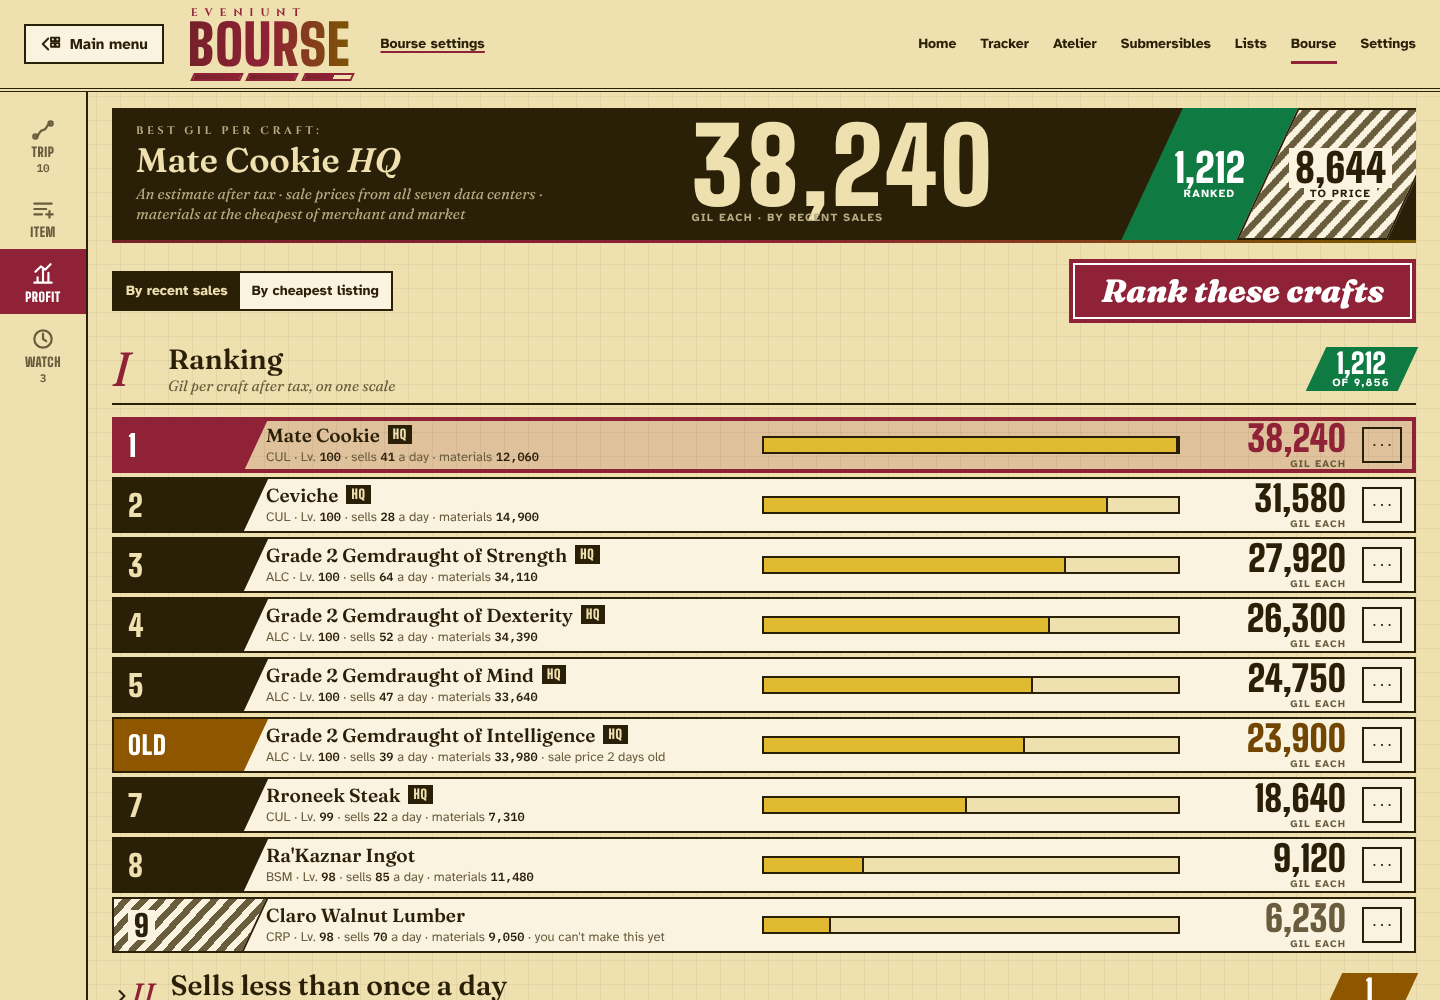 Main menu
EVENIUNT
BOURSE
Bourse settings
Home
Tracker
Atelier
Submersibles
Lists
Bourse
Settings
TRIP
10
ITEM
PROFIT
WATCH
3
BEST GIL PER CRAFT:
Mate Cookie HQ
An estimate after tax · sale prices from all seven data centers ·
materials at the cheapest of merchant and market
38,240
GIL EACH · BY RECENT SALES
1,212
RANKED
8,644
TO PRICE
By recent sales
By cheapest listing
Rank these crafts
I
Ranking
Gil per craft after tax, on one scale
1,212
OF 9,856
1
Mate Cookie HQ
CUL · Lv. 100 · sells 41 a day · materials 12,060
38,240
GIL EACH
...
2
Ceviche HQ
CUL · Lv. 100 · sells 28 a day · materials 14,900
31,580
GIL EACH
...
3
Grade 2 Gemdraught of Strength HQ
ALC · Lv. 100 · sells 64 a day · materials 34,110
27,920
GIL EACH
...
4
Grade 2 Gemdraught of Dexterity HQ
ALC · Lv. 100 · sells 52 a day · materials 34,390
26,300
GIL EACH
...
5
Grade 2 Gemdraught of Mind HQ
ALC · Lv. 100 · sells 47 a day · materials 33,640
24,750
GIL EACH
...
OLD
Grade 2 Gemdraught of Intelligence HQ
ALC · Lv. 100 · sells 39 a day · materials 33,980 · sale price 2 days old
23,900
GIL EACH
...
7
Rroneek Steak HQ
CUL · Lv. 99 · sells 22 a day · materials 7,310
18,640
GIL EACH
...
8
Ra'Kaznar Ingot
BSM · Lv. 98 · sells 85 a day · materials 11,480
9,120
GIL EACH
...
9
Claro Walnut Lumber
CRP · Lv. 98 · sells 70 a day · materials 9,050 · you can't make this yet
6,230
GIL EACH
...
II
Sells less than once a day
1